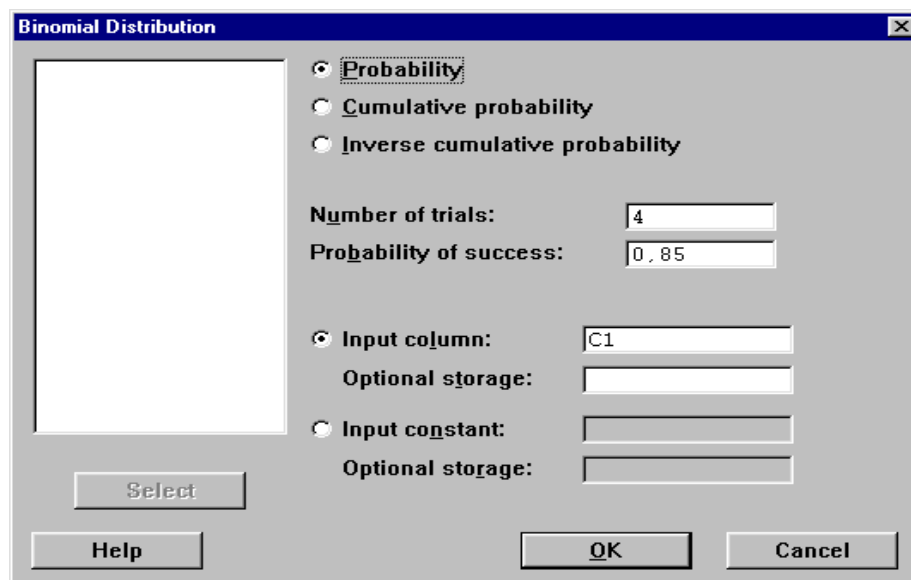 Binomial Distribution
Probability
Cumulative probability
Inverse cumulative probability
Number of trials: 4
Probability of success: 0,85
Input column: C1
Optional storage:
Input constant:
Optional storage:
Select
Help
OK
Cancel